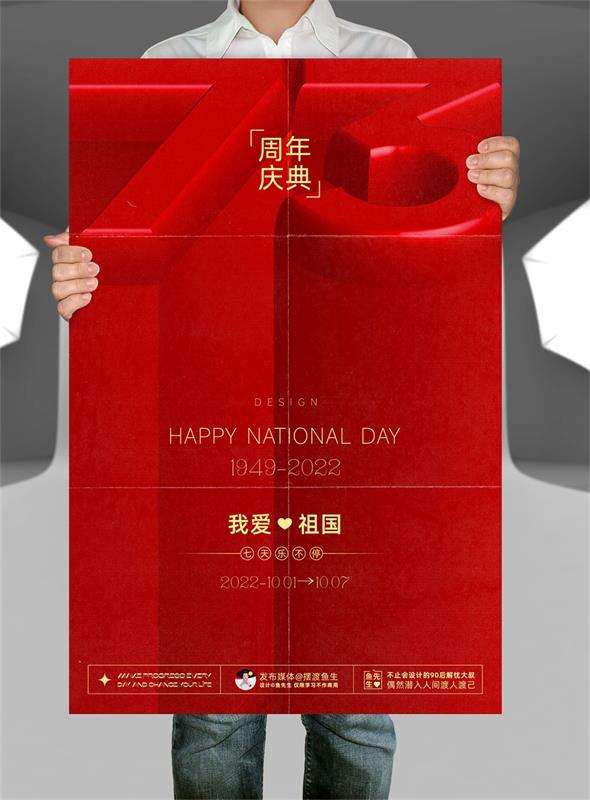 73
「周年
庆典」
DESIGN
HAPPY NATIONAL DAY
1949-2022
我爱♥祖国
七天乐不停
2022-10.01→10.07
MAKE PROGRESS EVERY
DAY AND CHANGE YOUR LIFE
发布媒体@摆渡鱼生
设计©鱼先生 仅限学习不作商用
鱼先
生♥
不止会设计的90后解忧大叔
偶然潜入人间渡人渡己